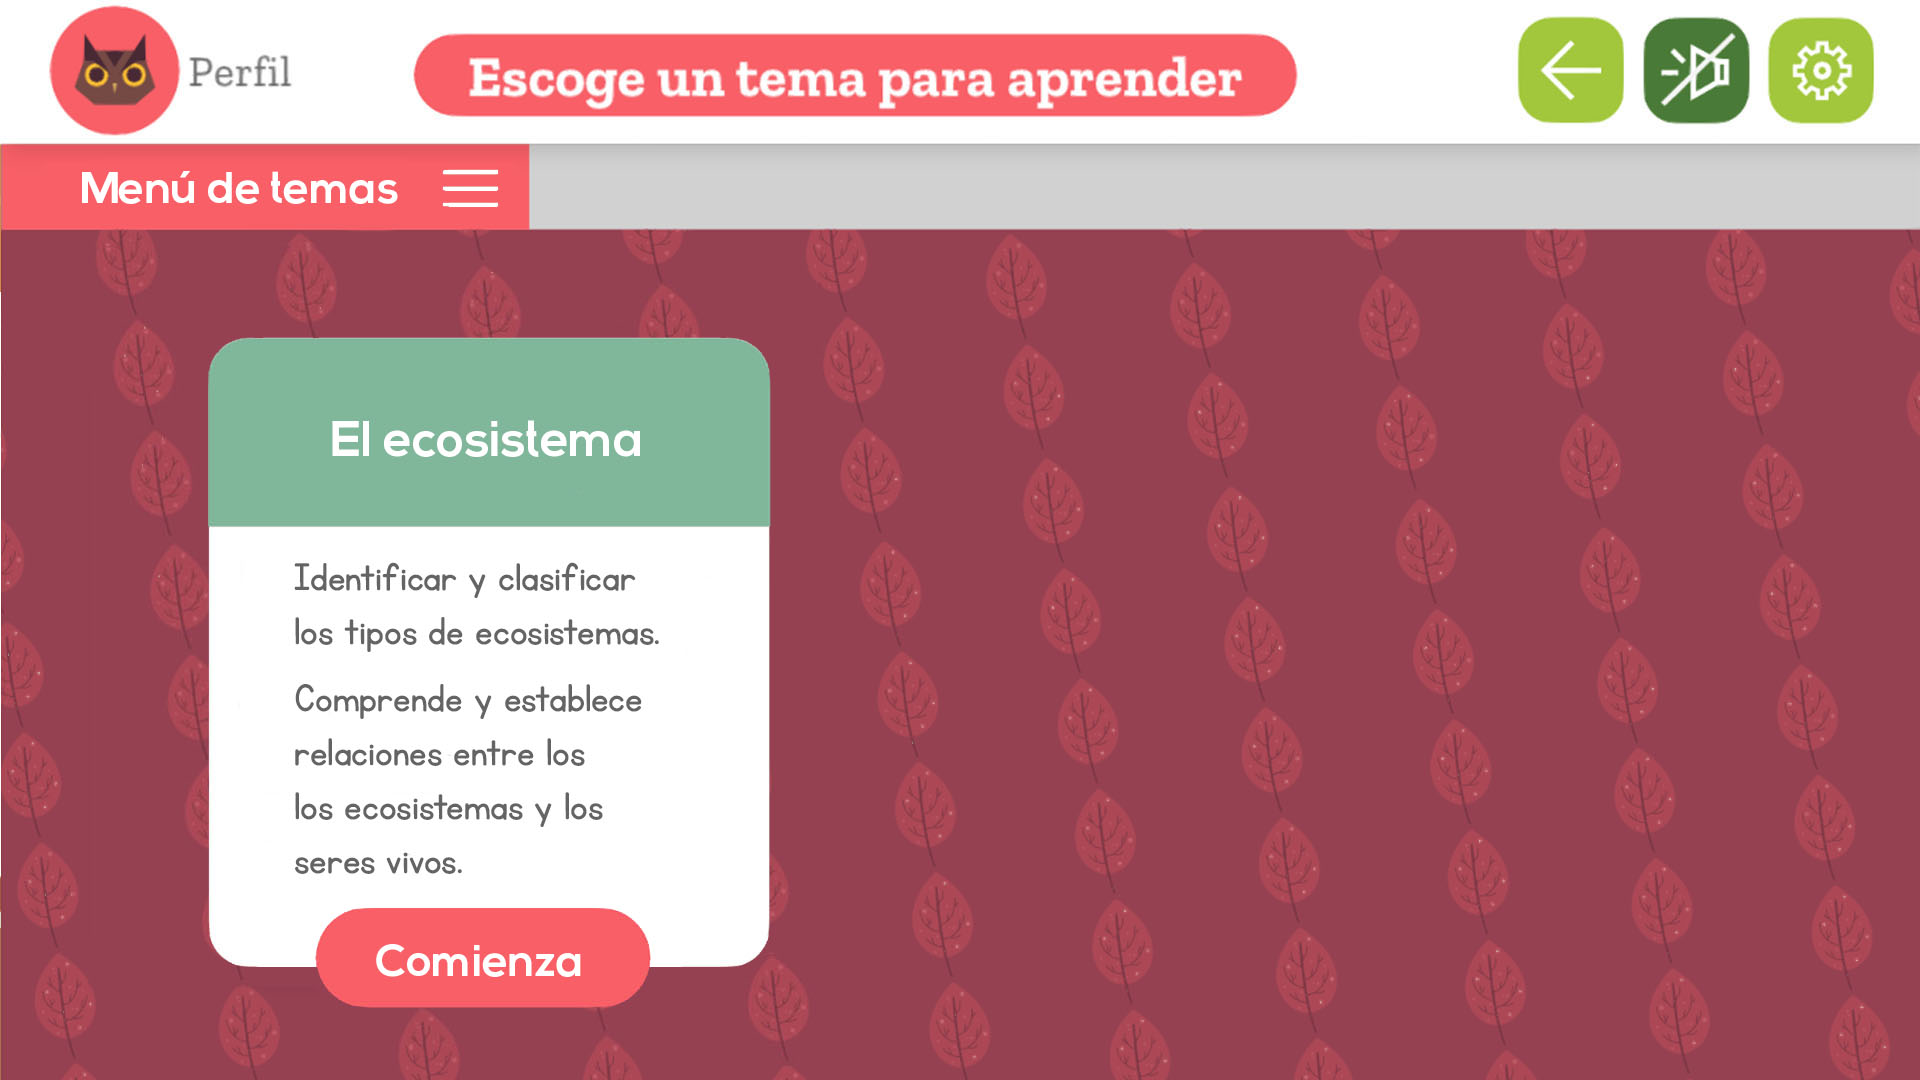 Perfil
Escoge un tema para aprender
Menú de temas
El ecosistema
Identificar y clasificar
los tipos de ecosistemas.
Comprende y establece
relaciones entre los
los ecosistemas y los
seres vivos.
Comienza